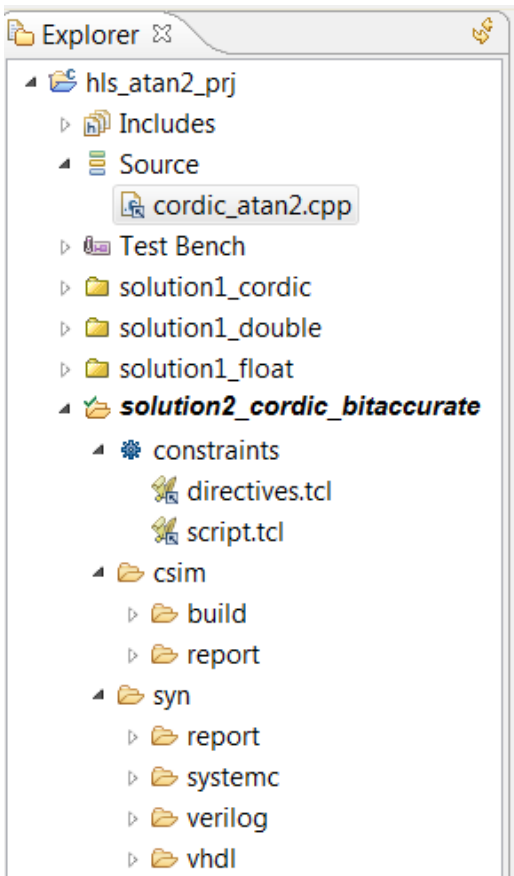 Explorer
hls_atan2_prj
Includes
Source
cordic_atan2.cpp
Test Bench
solution1_cordic
solution1_double
solution1_float
solution2_cordic_bitaccurate
constraints
directives.tcl
script.tcl
csim
build
report
syn
report
systemc
verilog
vhdl